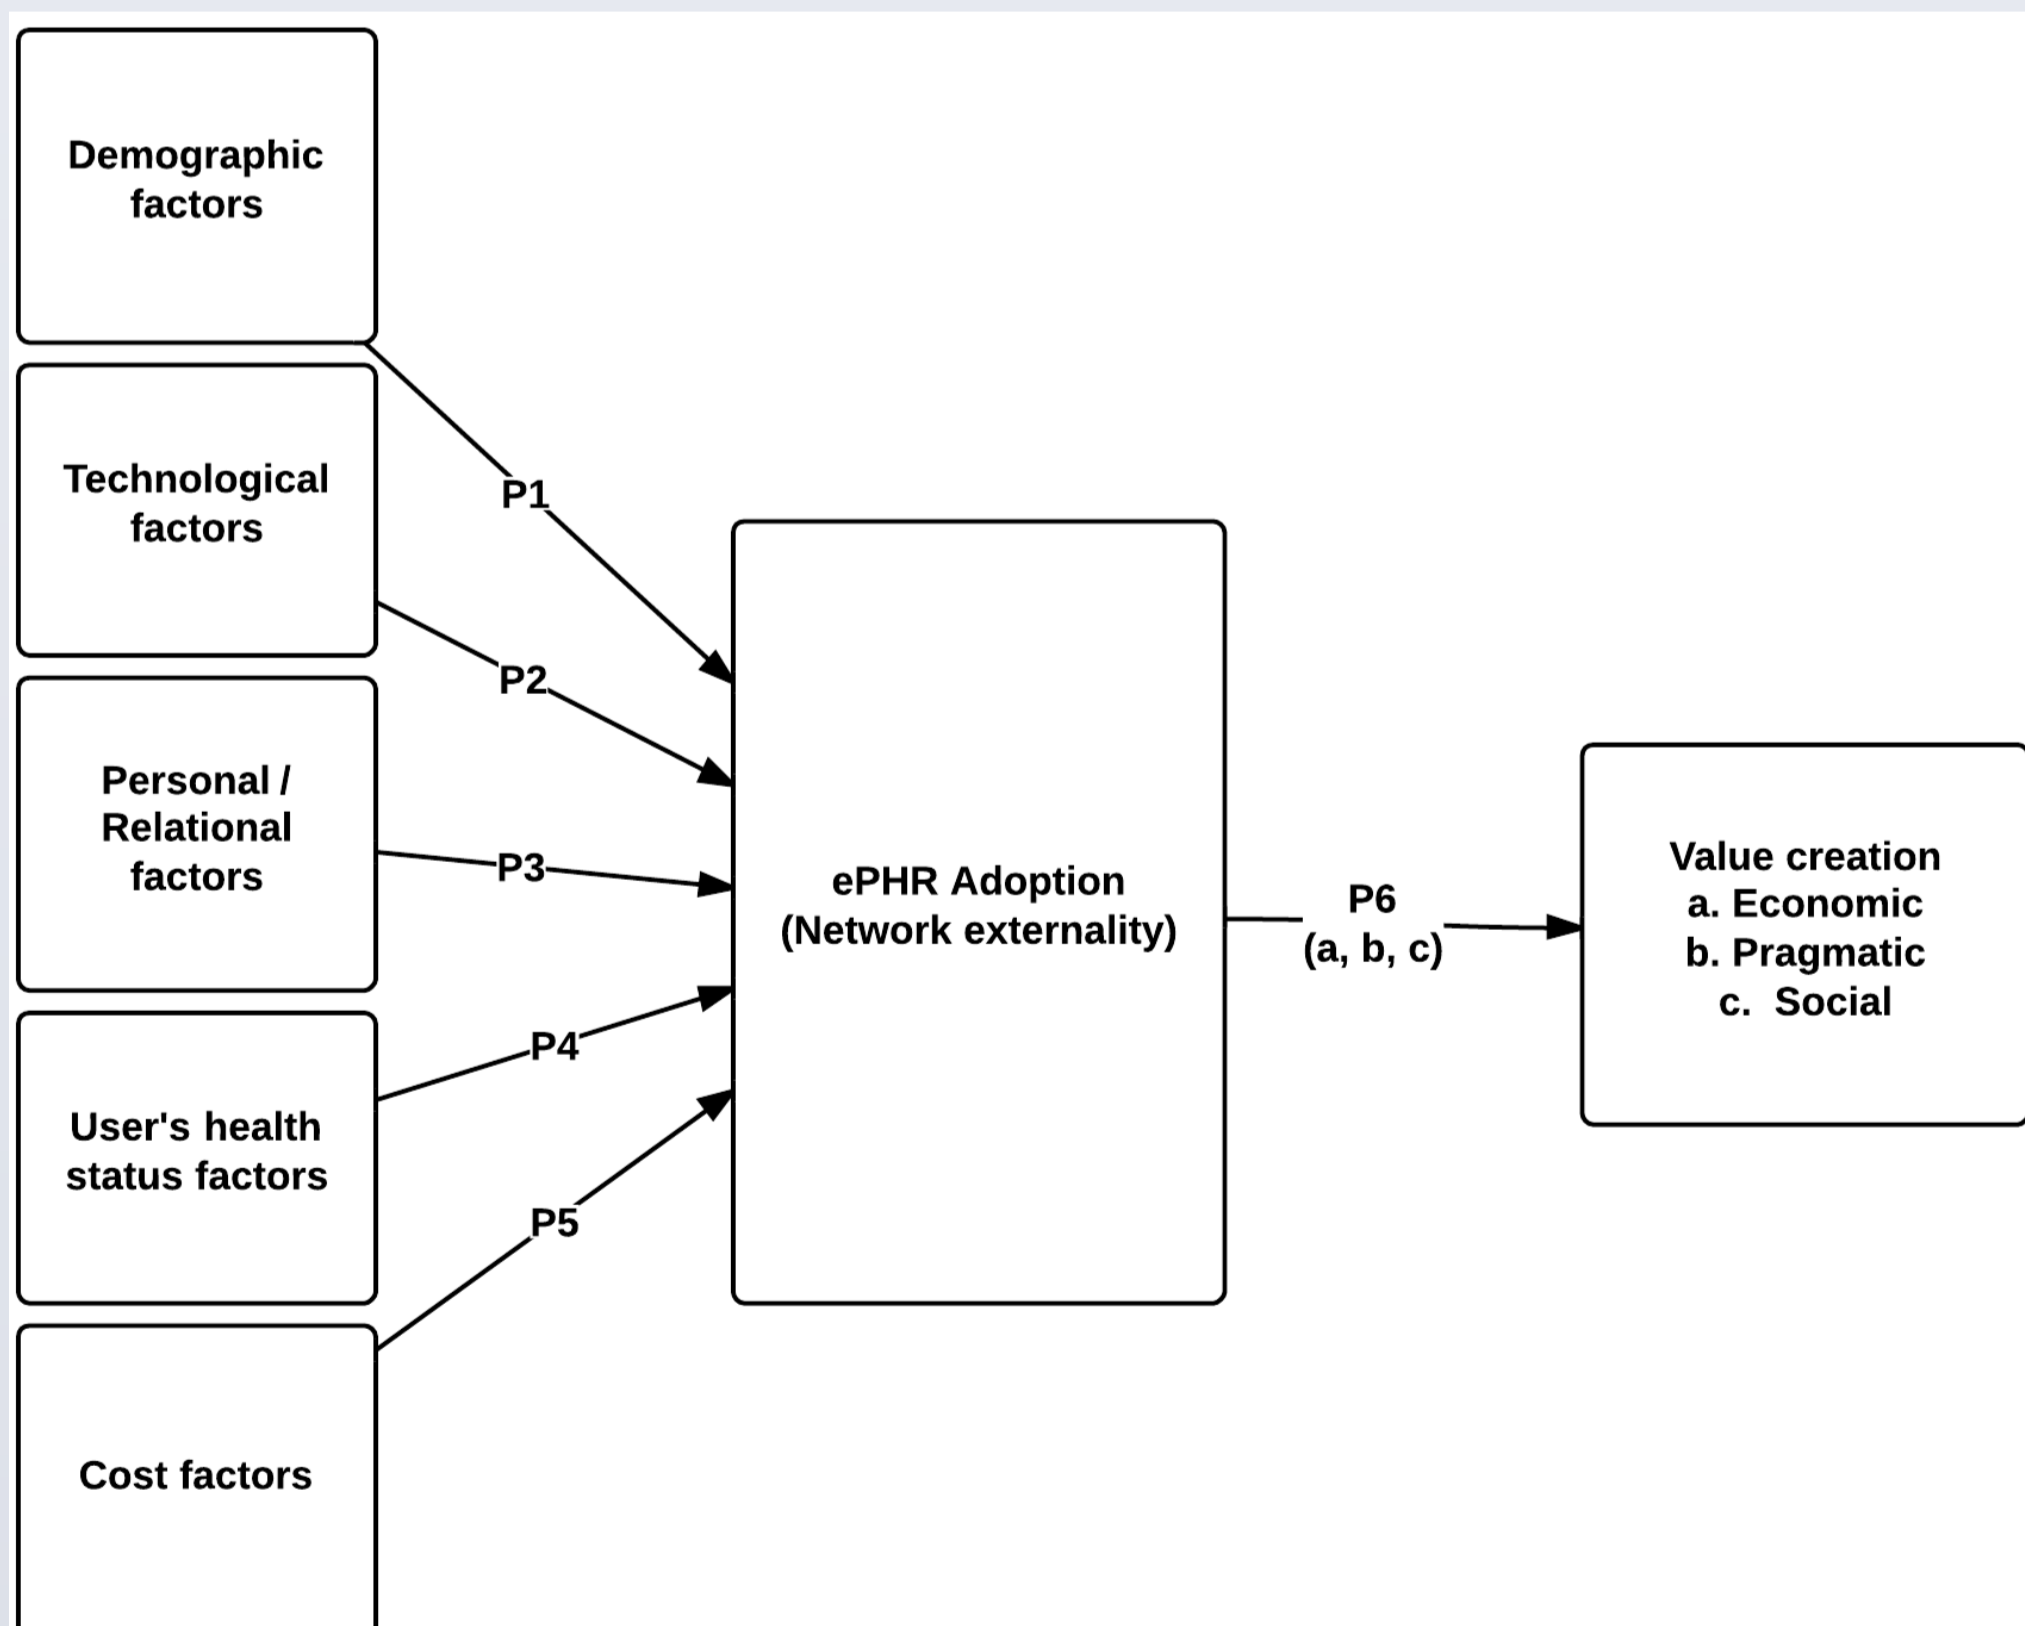 Demographic
factors
Technological
factors
Personal /
Relational
factors
User's health
status factors
Cost factors
P1
P2
P3
P4
P5
ePHR Adoption
(Network externality)
P6
(a, b, c)
Value creation
a. Economic
b. Pragmatic
c.  Social